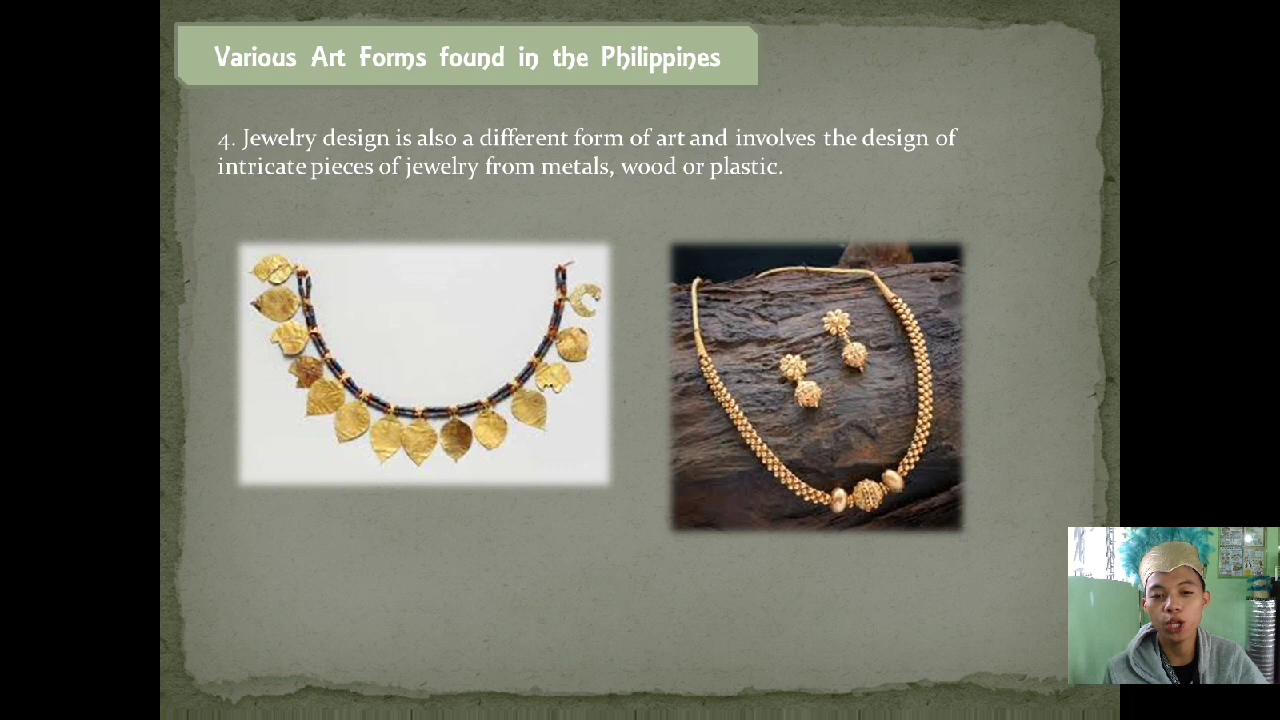 Various Art Forms found in the Philippines
4. Jewelry design is also a different form of art and involves the design of
intricate pieces of jewelry from metals, wood or plastic.